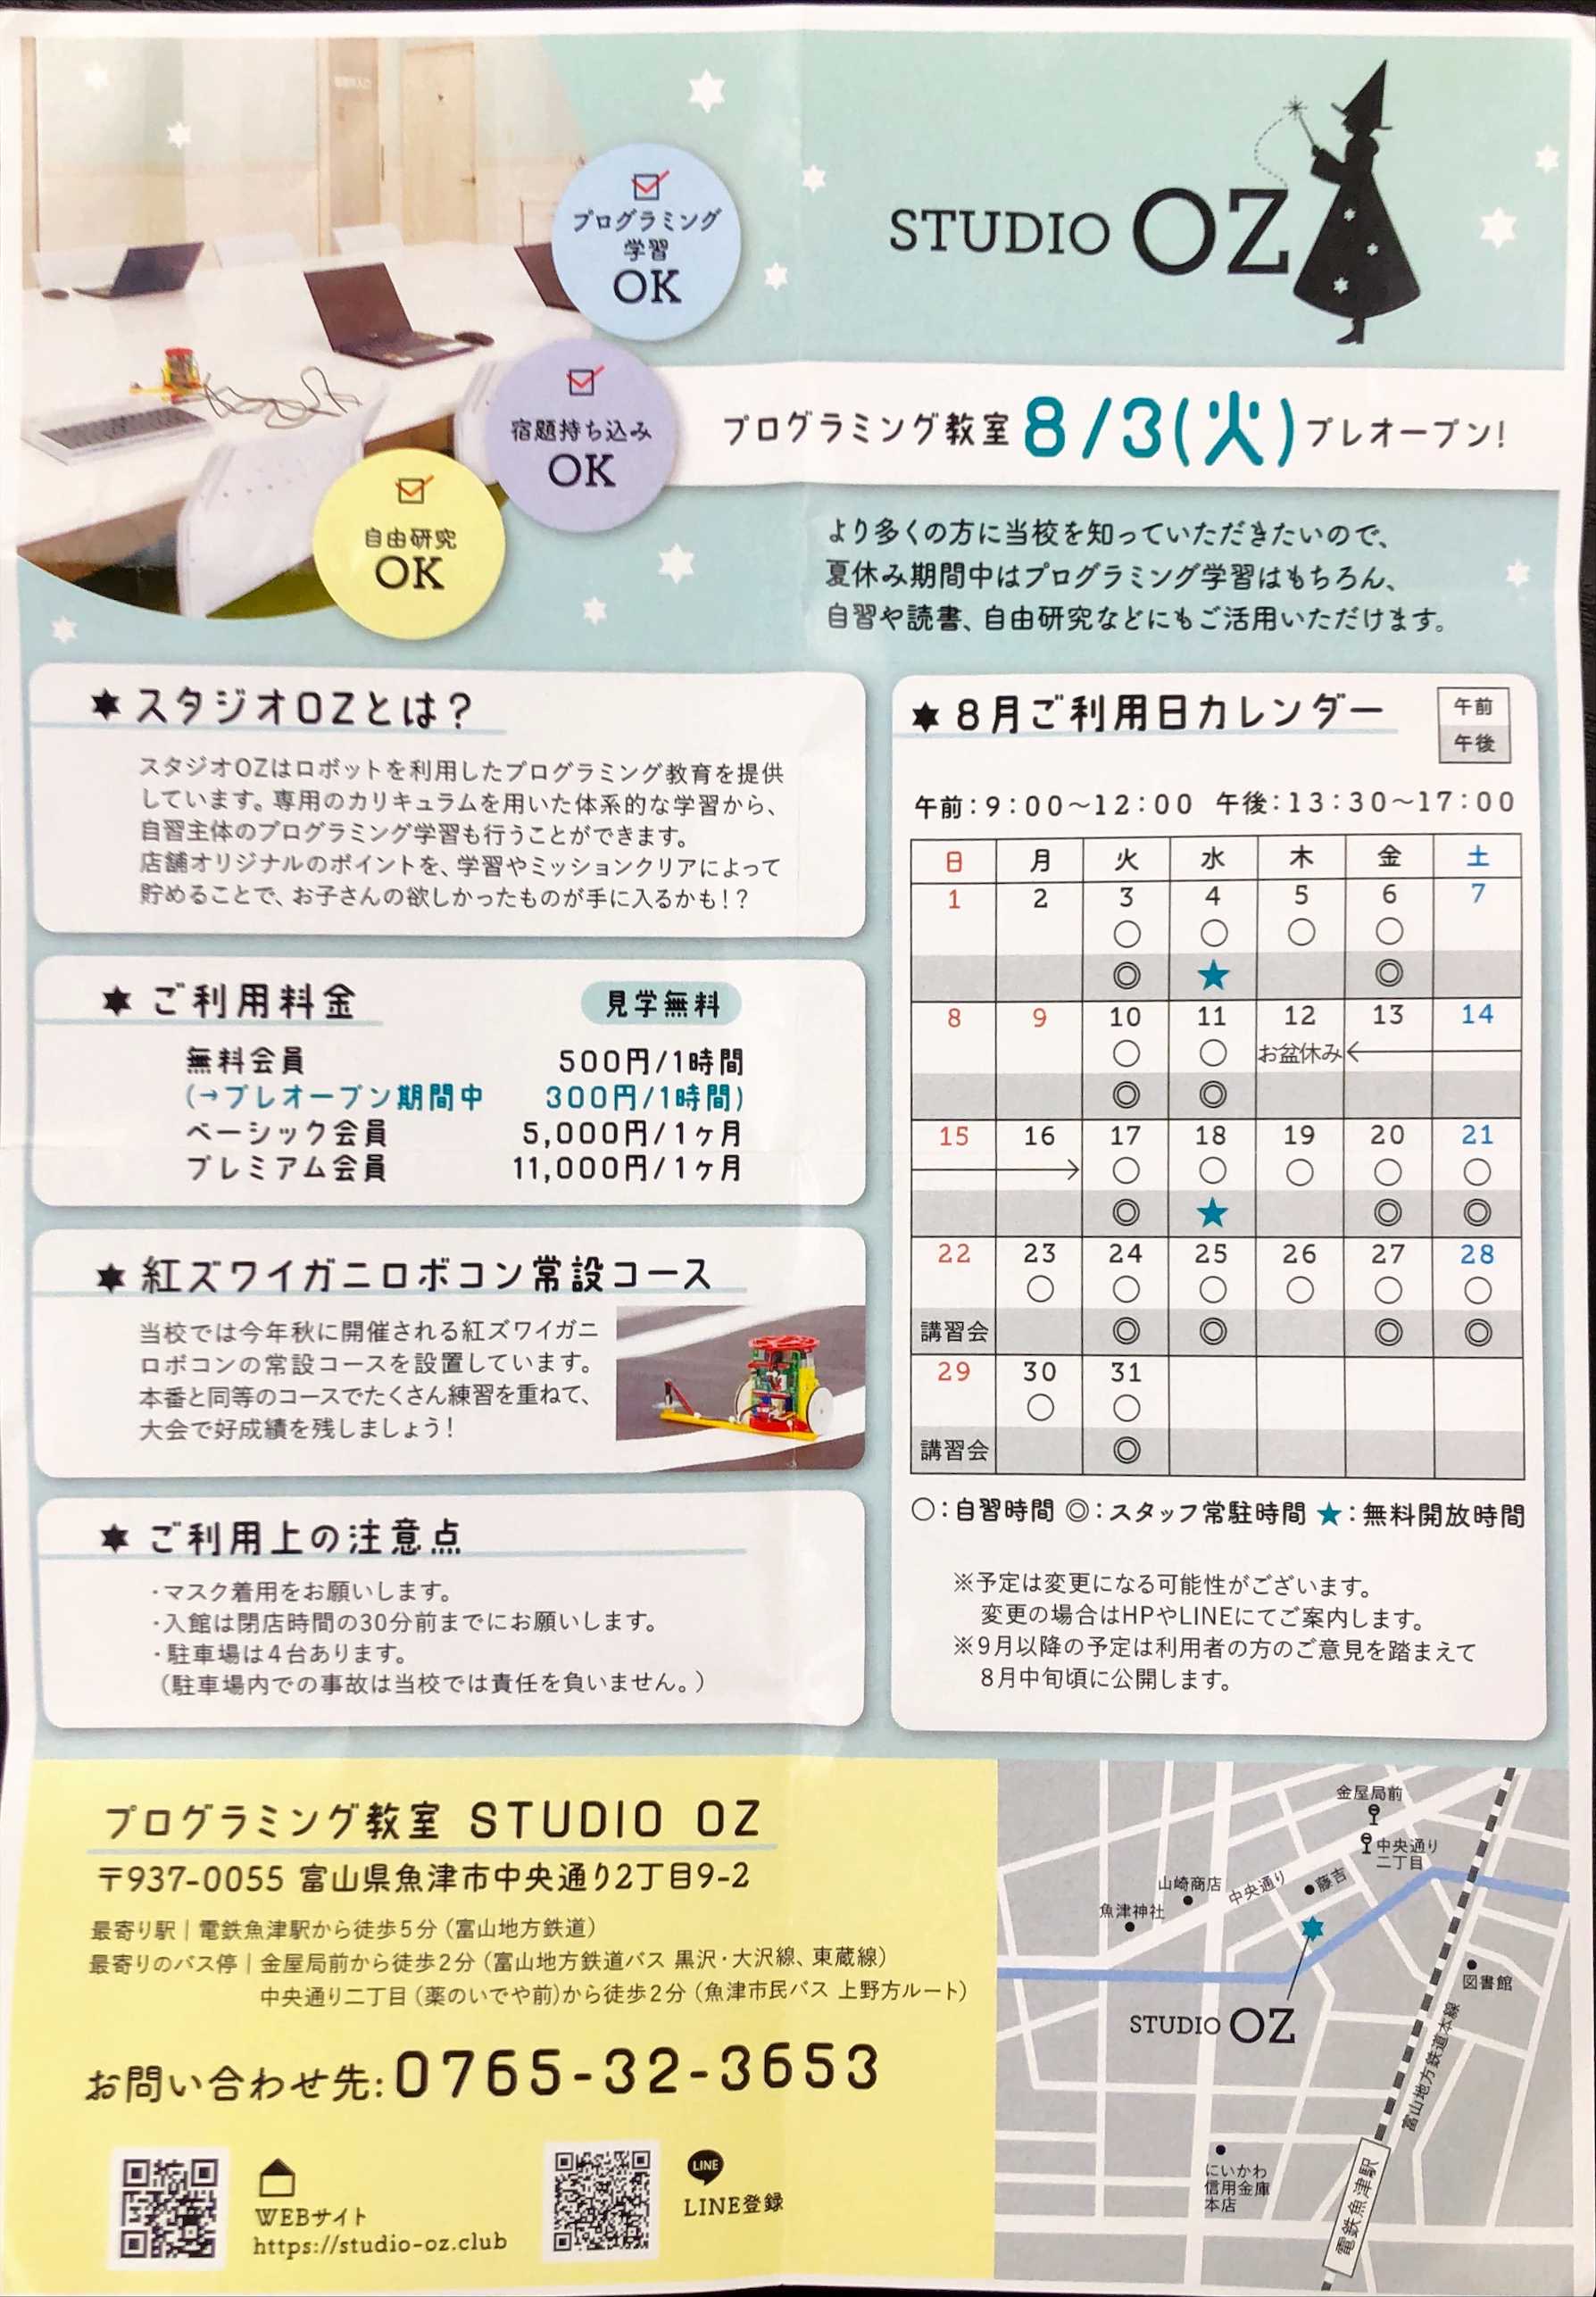 STUDIO OZ
プログラミング
学習
OK
宿題持ち込み
OK
自由研究
OK
プログラミング教室 8/3(火)プレオープン!
より多くの方に当校を知っていただきたいので、
夏休み期間中はプログラミング学習はもちろん、
自習や読書、自由研究などにもご活用いただけます。
スタジオOZとは?
スタジオOZはロボットを利用したプログラミング教育を提供
しています。専用のカリキュラムを用いた体系的な学習から、
自習主体のプログラミング学習も行うことができます。
店舗オリジナルのポイントを、学習やミッションクリアによって
貯めることで、お子さんの欲しかったものが手に入るかも!?
ご利用料金 見学無料
無料会員 500円/1時間
(→プレオープン期間中 300円/1時間)
ベーシック会員 5,000円/1ヶ月
プレミアム会員 11,000円/1ヶ月
紅ズワイガニロボコン常設コース
当校では今年秋に開催される紅ズワイガニ
ロボコンの常設コースを設置しています。
本番と同等のコースでたくさん練習を重ねて、
大会で好成績を残しましょう!
ご利用上の注意点
・マスク着用をお願いします。
・入館は閉店時間の30分前までにお願いします。
・駐車場は4台あります。
(駐車場内での事故は当校では責任を負いません。)
★8月ご利用日カレンダー
午前
午後
午前:9:00〜12:00 午後:13:30〜17:00
日 月 火 水 木 金 土
1 2 3 4 5 6 7
○ ○ ○ ○
◎ ★ ◎
8 9 10 11 12 13 14
○ ○ お盆休み←
◎ ◎
15 16 17 18 19 20 21
→ ○ ○ ○ ○ ○
◎ ★ ◎ ◎
22 23 24 25 26 27 28
○ ○ ○ ○ ○ ○
講習会 ◎ ◎ ◎ ◎
29 30 31
○ ○
講習会 ◎
○:自習時間 ◎:スタッフ常駐時間 ★:無料開放時間
※予定は変更になる可能性がございます。
変更の場合はHPやLINEにてご案内します。
※9月以降の予定は利用者の方のご意見を踏まえて
8月中旬頃に公開します。
プログラミング教室 STUDIO OZ
〒937-0055 富山県魚津市中央通り2丁目9-2
最寄り駅|電鉄魚津駅から徒歩5分(富山地方鉄道)
最寄りのバス停|金屋局前から徒歩2分(富山地方鉄道バス 黒沢・大沢線、東蔵線)
中央通り二丁目(薬のいでや前)から徒歩2分(魚津市民バス 上野方ルート)
お問い合わせ先:0765-32-3653
WEBサイト
https://studio-oz.club
LINE
LINE登録
金屋局前
中央通り
二丁目
藤吉
中央通り
山崎商店
魚津神社
図書館
STUDIO OZ
富山地方鉄道本線
にいかわ
信用金庫
本店
電鉄魚津駅